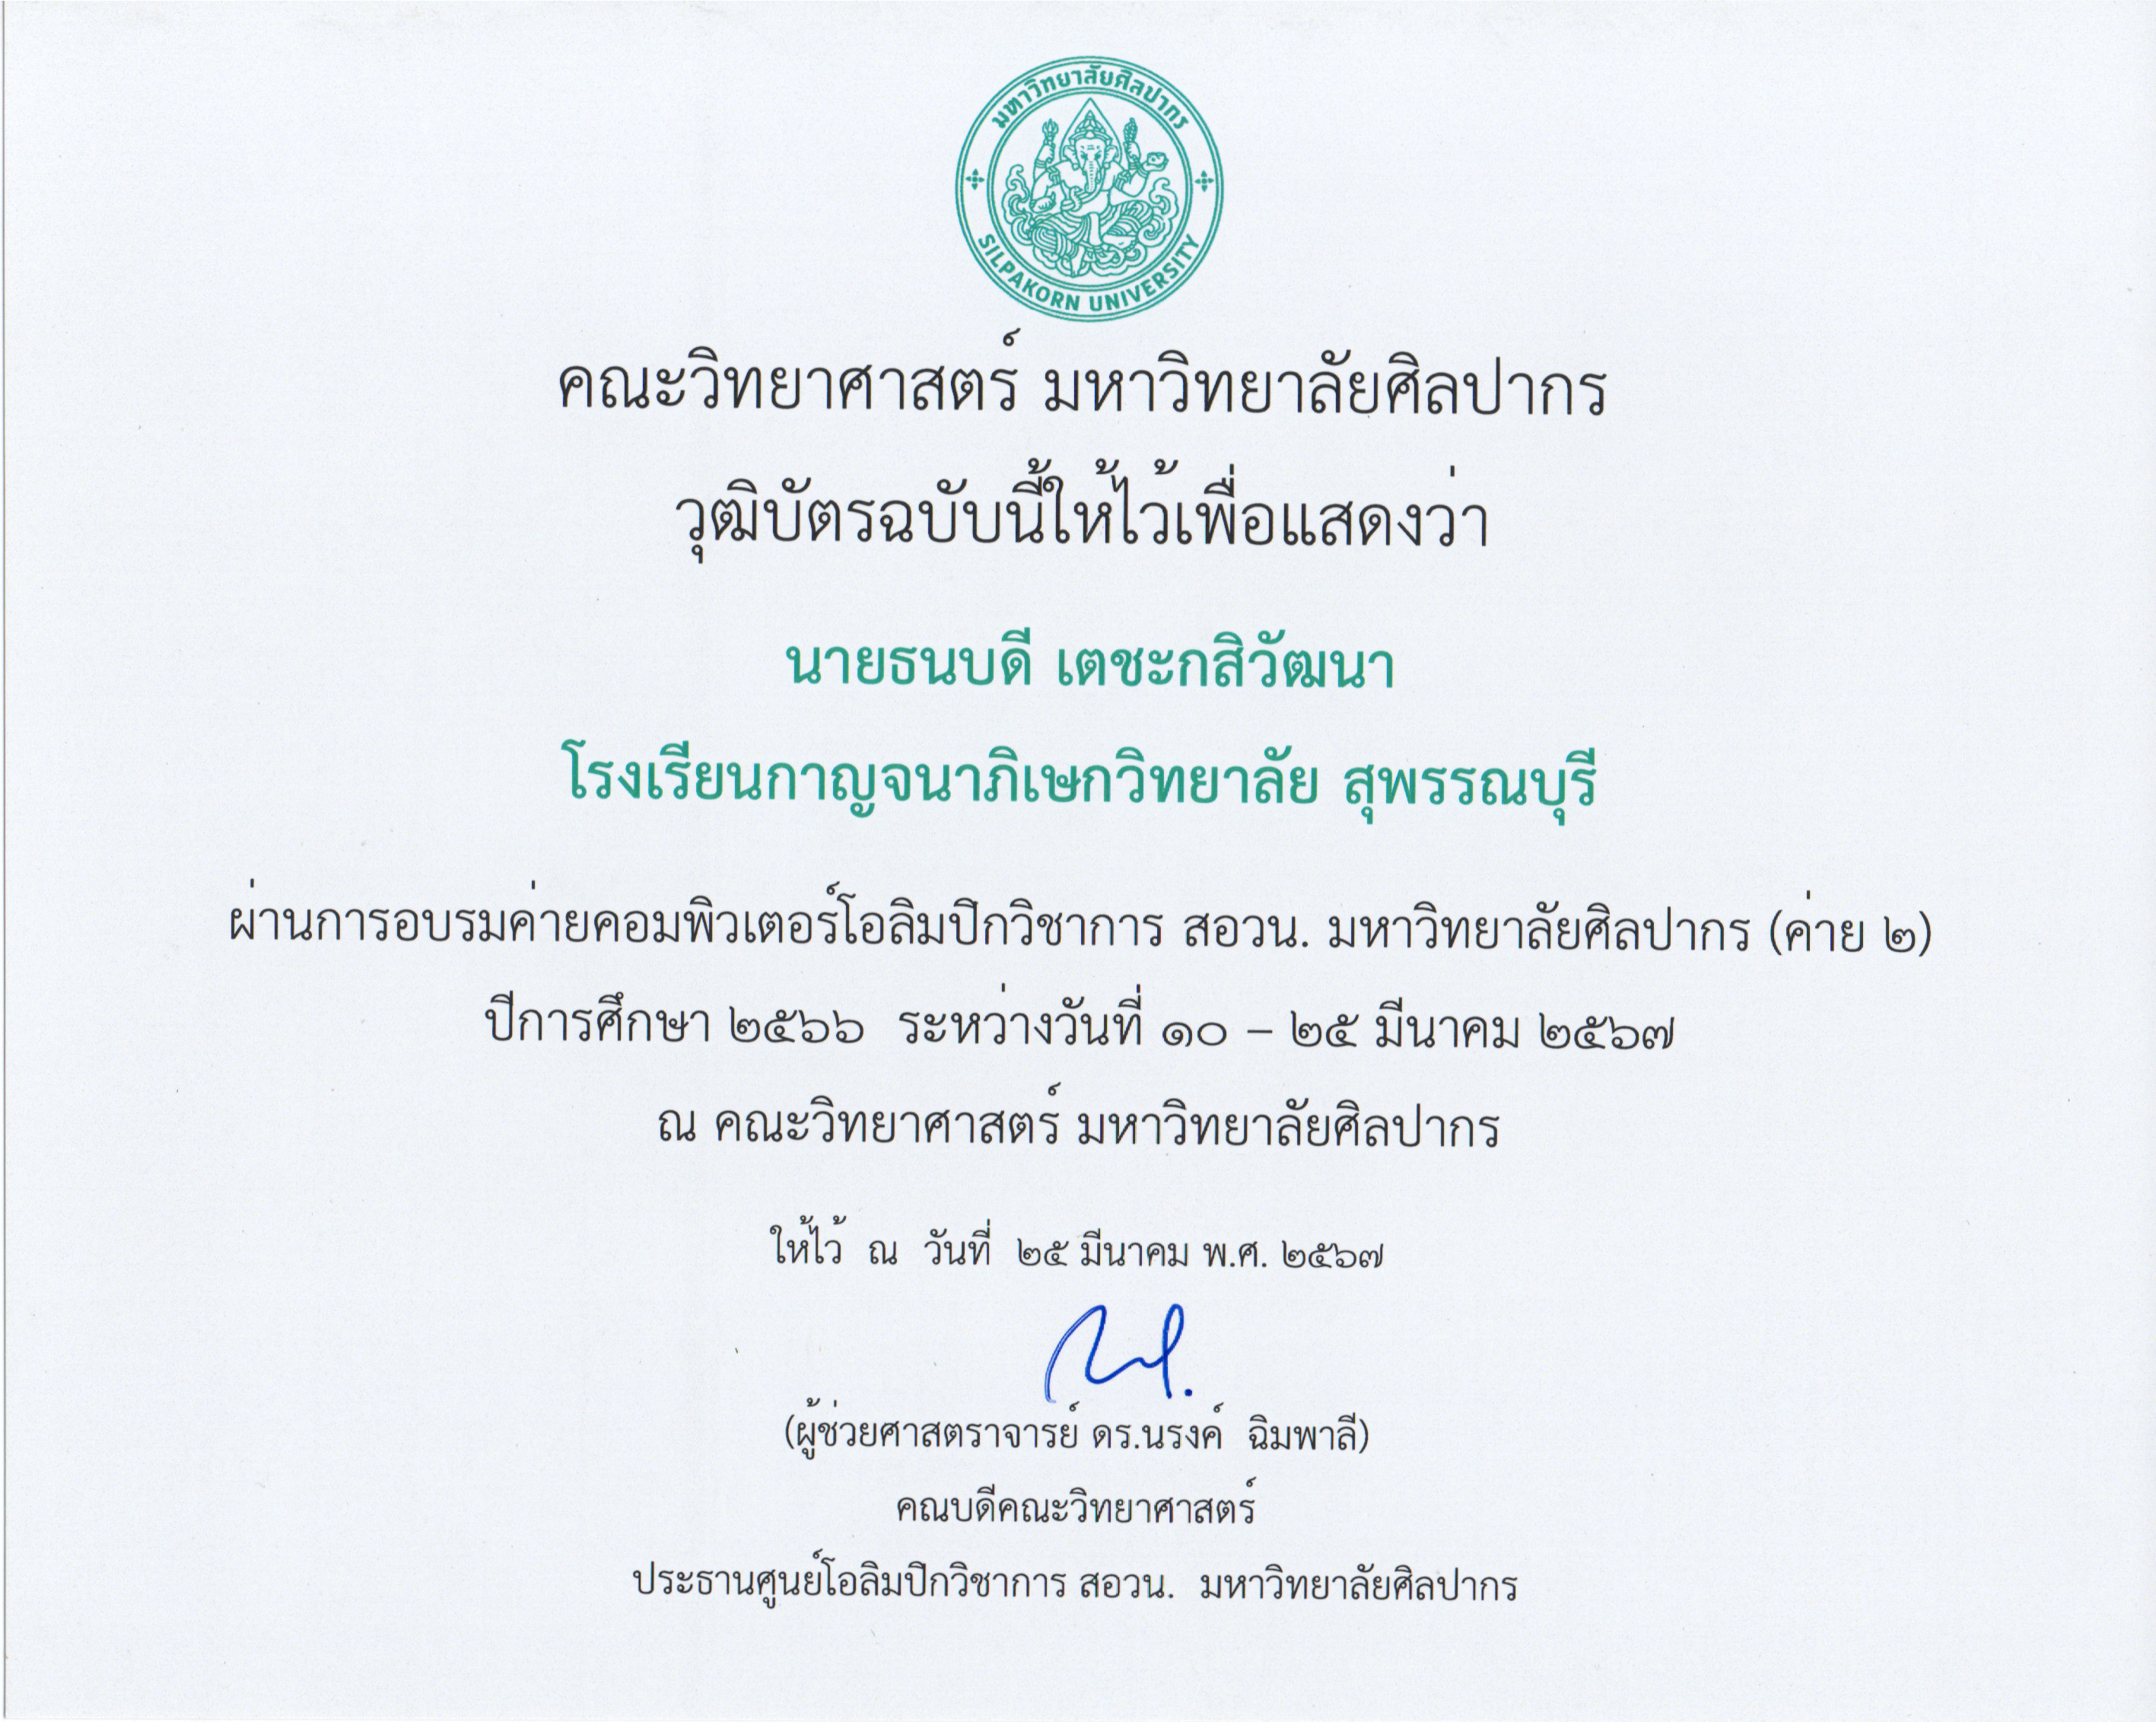 มหาวิทยาลัยศิลปากร
SILPAKORN UNIVERSITY
คณะวิทยาศาสตร์ มหาวิทยาลัยศิลปากร
วุฒิบัตรฉบับนี้ให้ไว้เพื่อแสดงว่า
นายธนบดี เตชะกสิวัฒนา
โรงเรียนกาญจนาภิเษกวิทยาลัย สุพรรณบุรี
ผ่านการอบรมค่ายคอมพิวเตอร์โอลิมปิกวิชาการ สอวน. มหาวิทยาลัยศิลปากร (ค่าย ๒)
ปีการศึกษา ๒๕๖๖ ระหว่างวันที่ ๑๐ – ๒๕ มีนาคม ๒๕๖๗
ณ คณะวิทยาศาสตร์ มหาวิทยาลัยศิลปากร
ให้ไว้ ณ วันที่ ๒๕ มีนาคม พ.ศ. ๒๕๖๗
(ผู้ช่วยศาสตราจารย์ ดร.นรงค์ ฉิมพาลี)
คณบดีคณะวิทยาศาสตร์
ประธานศูนย์โอลิมปิกวิชาการ สอวน. มหาวิทยาลัยศิลปากร